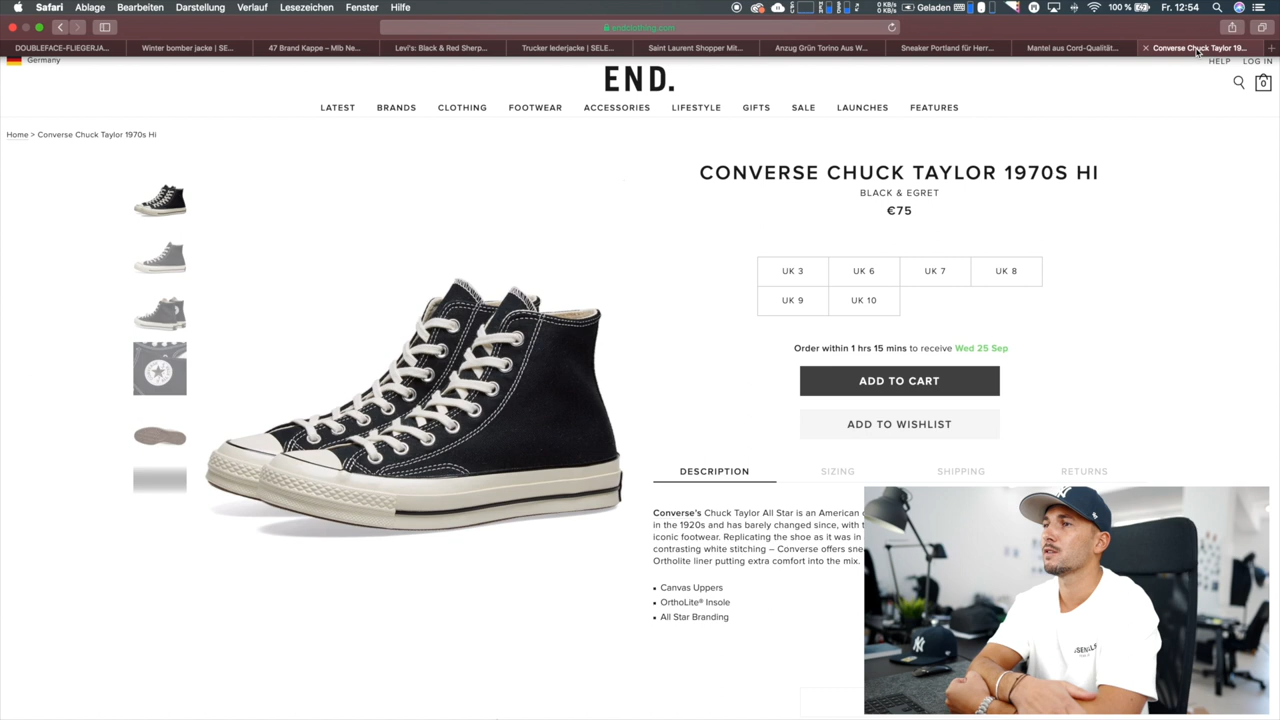 Safari Ablage Bearbeiten Darstellung Verlauf Lesezeichen Fenster Hilfe
0 KB/s
0 KB/s
Geladen
100 %
Fr. 12:54
endclothing.com
DOUBLEFACE-FLIEGERJA...
Winter bomber jacke | SE...
47 Brand Kappe – Mlb Ne...
Levi's: Black & Red Sherp...
Trucker lederjacke | SELE...
Saint Laurent Shopper Mit...
Anzug Grün Torino Aus W...
Sneaker Portland für Herr...
Mantel aus Cord-Qualität...
Converse Chuck Taylor 19...
Germany
HELP LOG IN
END.
0
LATEST BRANDS CLOTHING FOOTWEAR ACCESSORIES LIFESTYLE GIFTS SALE LAUNCHES FEATURES
Home > Converse Chuck Taylor 1970s Hi
CONVERSE CHUCK TAYLOR 1970S HI
BLACK & EGRET
€75
UK 3 UK 6 UK 7 UK 8
UK 9 UK 10
Order within 1 hrs 15 mins to receive Wed 25 Sep
ADD TO CART
ADD TO WISHLIST
DESCRIPTION SIZING SHIPPING RETURNS
Converse's Chuck Taylor All Star is an American
in the 1920s and has barely changed since, with
iconic footwear. Replicating the shoe as it was in
contrasting white stitching – Converse offers sne
Ortholite liner putting extra comfort into the mix.
• Canvas Uppers
• OrthoLite® Insole
• All Star Branding